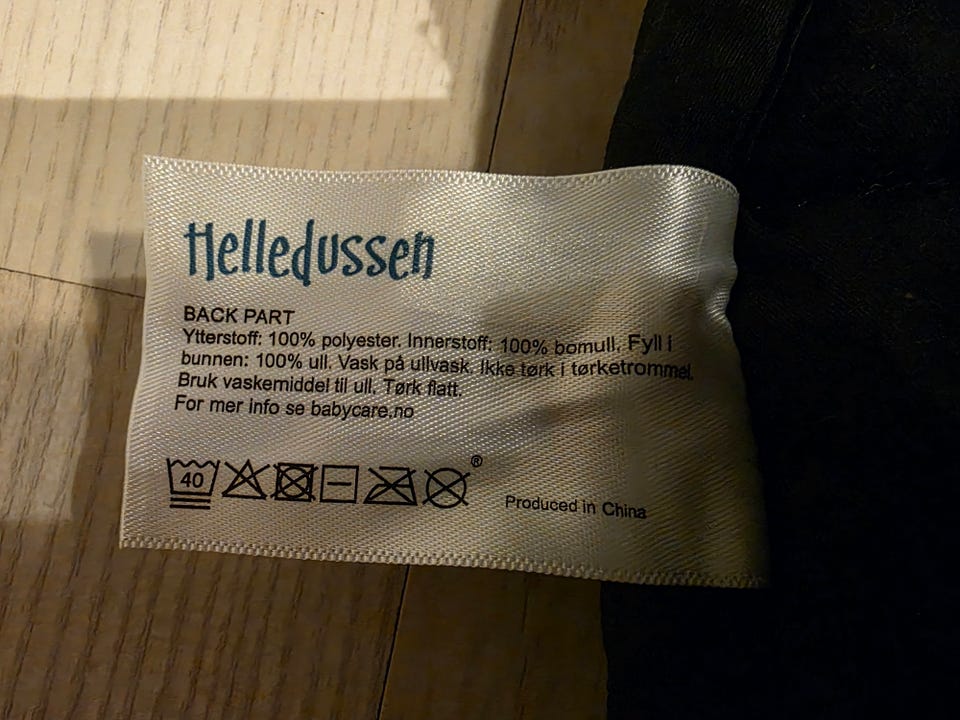 Helledussen
BACK PART
Ytterstoff: 100% polyester. Innerstoff: 100% bomull. Fyll i
bunnen: 100% ull. Vask på ullvask. Ikke tørk i tørketrommel.
Bruk vaskemiddel til ull. Tørk flatt.
For mer info se babycare.no
40 ®
Produced in China